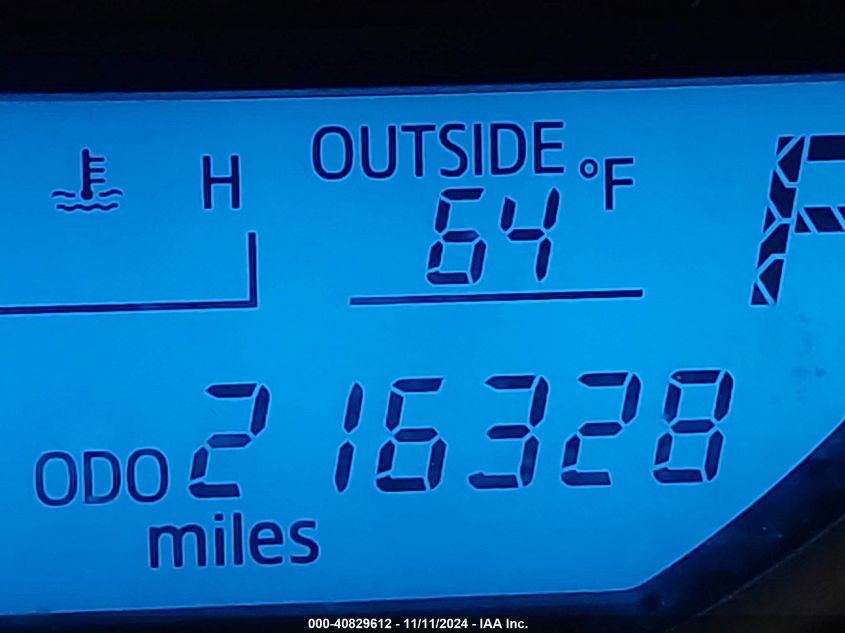 H
OUTSIDE
64 °F
P
ODO 216328
miles
000-40829612 - 11/11/2024 - IAA Inc.